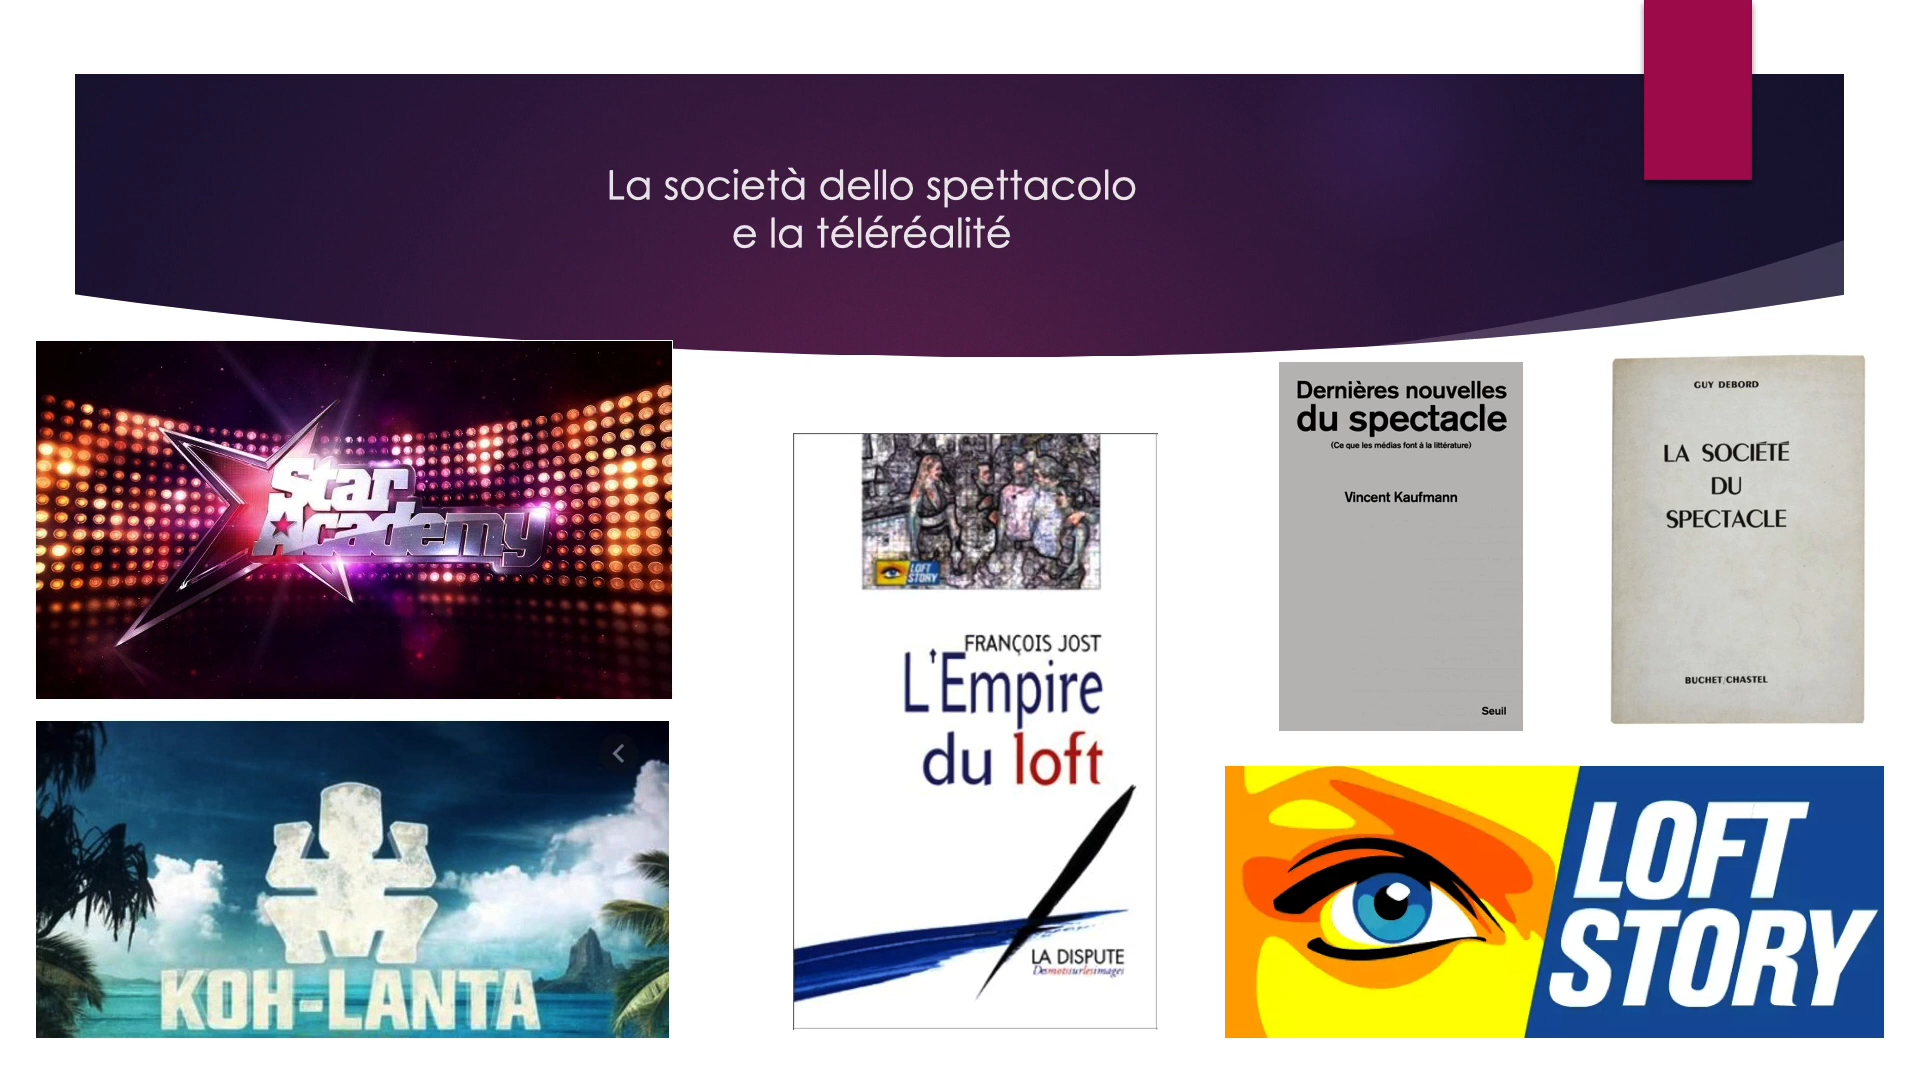 La società dello spettacolo
e la téléréalité
Star
Academy
KOH-LANTA
LOFT
STORY
FRANÇOIS JOST
L'Empire
du loft
LA DISPUTE
Desmotssurlesimages
Dernières nouvelles
du spectacle
(Ce que les médias font à la littérature)
Vincent Kaufmann
Seuil
GUY DEBORD
LA SOCIÉTÉ
DU
SPECTACLE
BUCHET/CHASTEL
LOFT
STORY